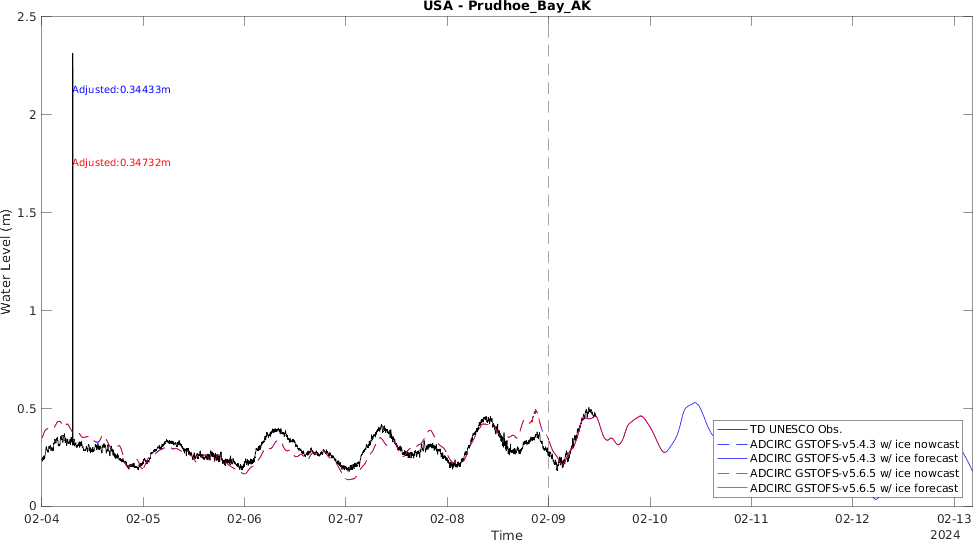 USA - Prudhoe_Bay_AK
2.5
2
1.5
1
0.5
0
Water Level (m)
Adjusted:0.34433m
Adjusted:0.34732m
TD UNESCO Obs.
ADCIRC GSTOFS-v5.4.3 w/ ice nowcast
ADCIRC GSTOFS-v5.4.3 w/ ice forecast
ADCIRC GSTOFS-v5.6.5 w/ ice nowcast
ADCIRC GSTOFS-v5.6.5 w/ ice forecast
02-04 02-05 02-06 02-07 02-08 02-09 02-10 02-11 02-12 02-13
Time
2024